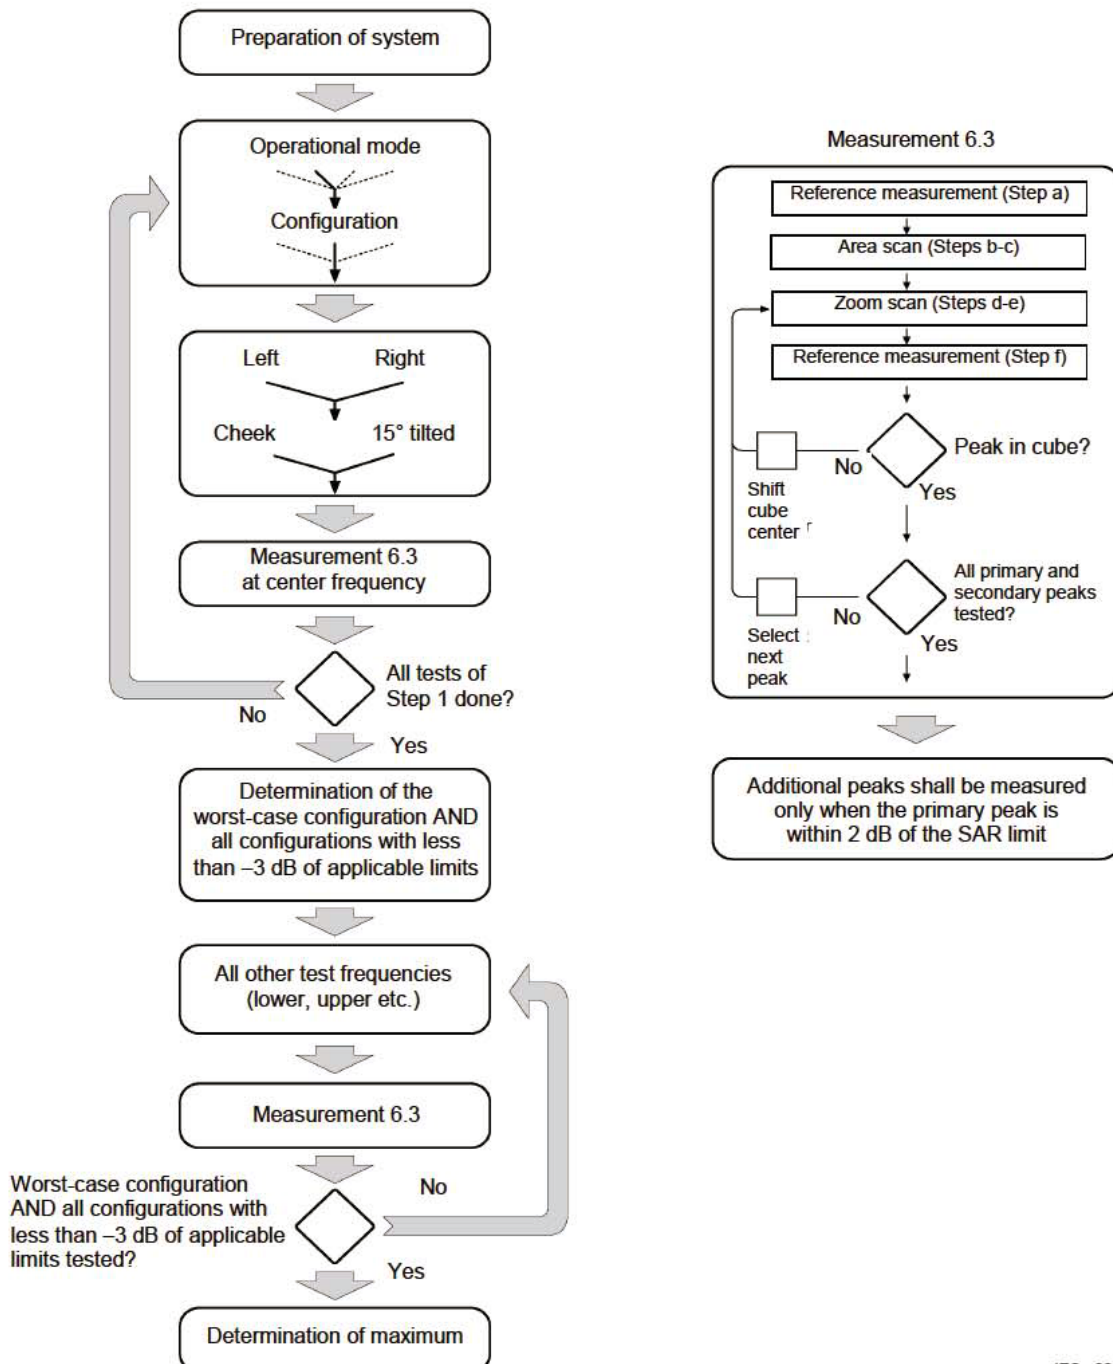 Preparation of system
Operational mode
Configuration
Left Right
Cheek 15° tilted
Measurement 6.3
at center frequency
All tests of
Step 1 done?
No
Yes
Determination of the
worst-case configuration AND
all configurations with less
than –3 dB of applicable limits
All other test frequencies
(lower, upper etc.)
Measurement 6.3
Worst-case configuration
AND all configurations with
less than –3 dB of applicable
limits tested?
No
Yes
Determination of maximum
Measurement 6.3
Reference measurement (Step a)
Area scan (Steps b-c)
Zoom scan (Steps d-e)
Reference measurement (Step f)
Peak in cube?
No
Yes
Shift
cube
center
All primary and
secondary peaks
tested?
No
Yes
Select
next
peak
Additional peaks shall be measured
only when the primary peak is
within 2 dB of the SAR limit